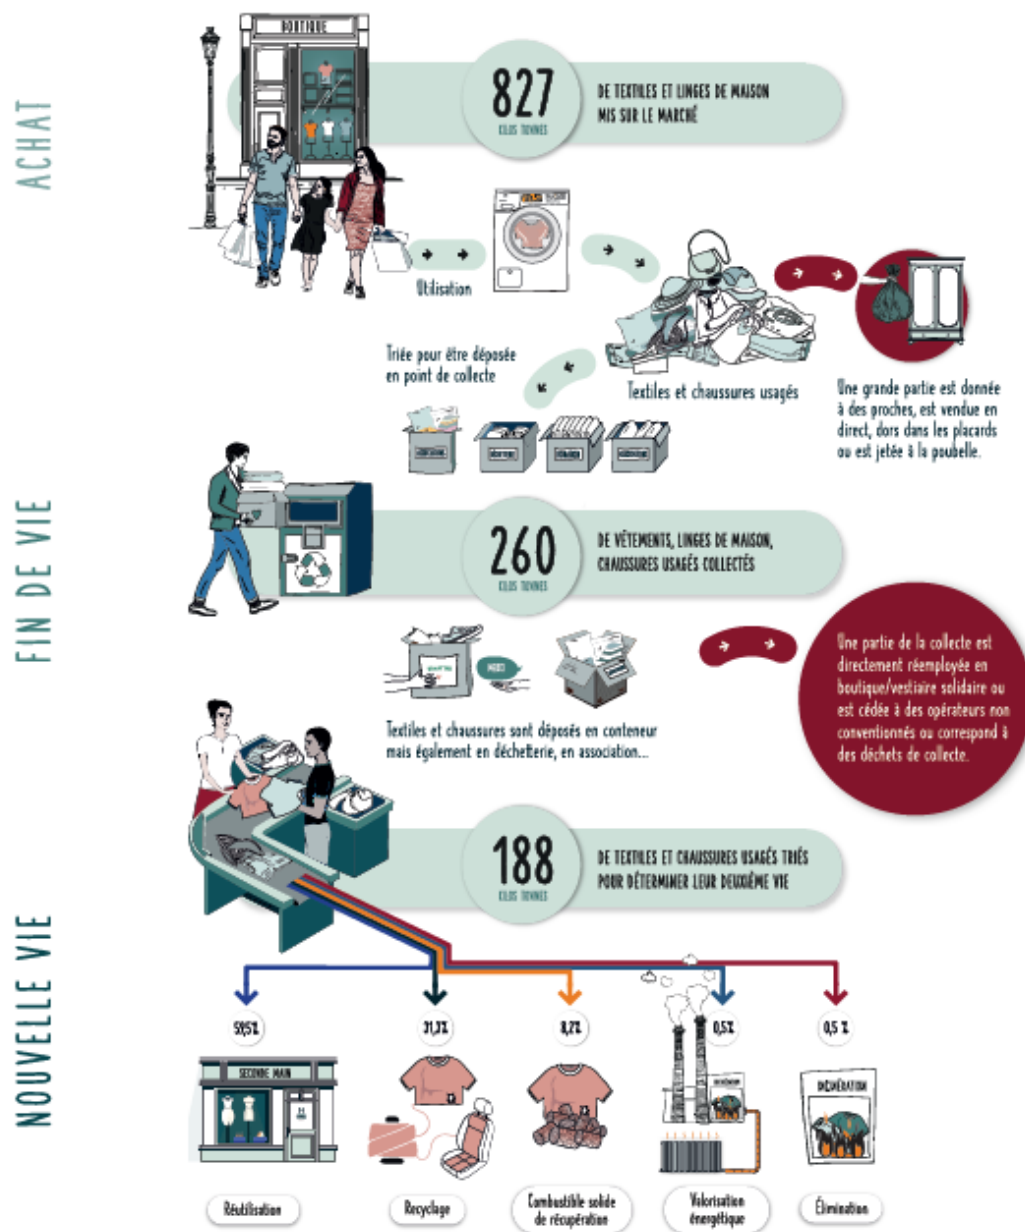 ACHAT
BOUTIQUE
827
KILOS TONNES
DE TEXTILES ET LINGES DE MAISON
MIS SUR LE MARCHÉ
Utilisation
Triée pour être déposée
en point de collecte
Textiles et chaussures usagés
Une grande partie est donnée
à des proches, est vendue en
direct, dors dans les placards
ou est jetée à la poubelle.
FIN DE VIE
260
KILOS TONNES
DE VÊTEMENTS, LINGES DE MAISON,
CHAUSSURES USAGÉS COLLECTÉS
MERCI
Textiles et chaussures sont déposés en conteneur
mais également en déchetterie, en association...
Une partie de la collecte est
directement réemployée en
boutique/vestiaire solidaire ou
est cédée à des opérateurs non
conventionnés ou correspond à
des déchets de collecte.
188
KILOS TONNES
DE TEXTILES ET CHAUSSURES USAGÉS TRIÉS
POUR DÉTERMINER LEUR DEUXIÈME VIE
NOUVELLE VIE
59,5%
31,3%
8,2%
0,5%
0,5 %
SECONDE MAIN
Réutilisation
Recyclage
Combustible solide
de récupération
Valorisation
énergétique
Élimination